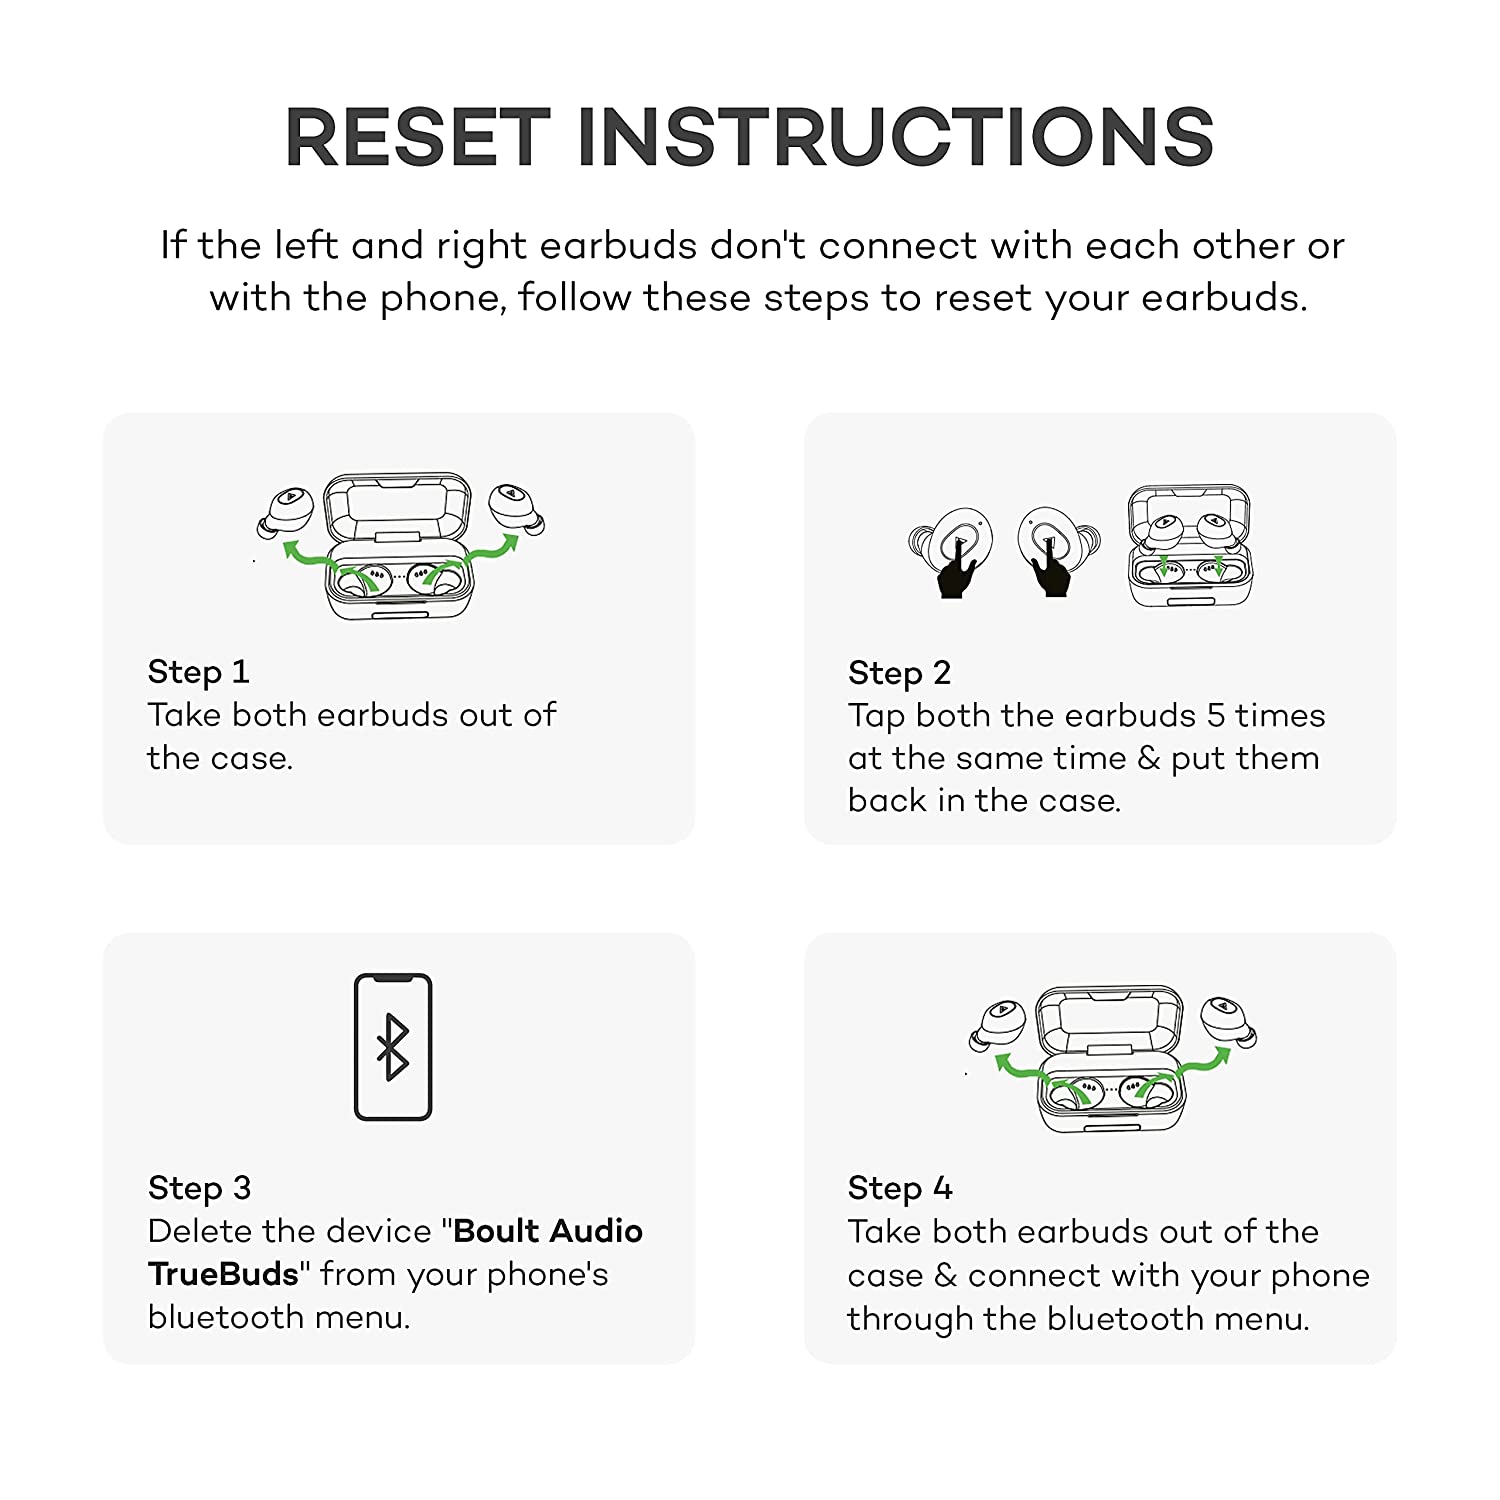 RESET INSTRUCTIONS
If the left and right earbuds don't connect with each other or
with the phone, follow these steps to reset your earbuds.
Step 1
Take both earbuds out of
the case.
Step 2
Tap both the earbuds 5 times
at the same time & put them
back in the case.
Step 3
Delete the device "Boult Audio
TrueBuds" from your phone's
bluetooth menu.
Step 4
Take both earbuds out of the
case & connect with your phone
through the bluetooth menu.